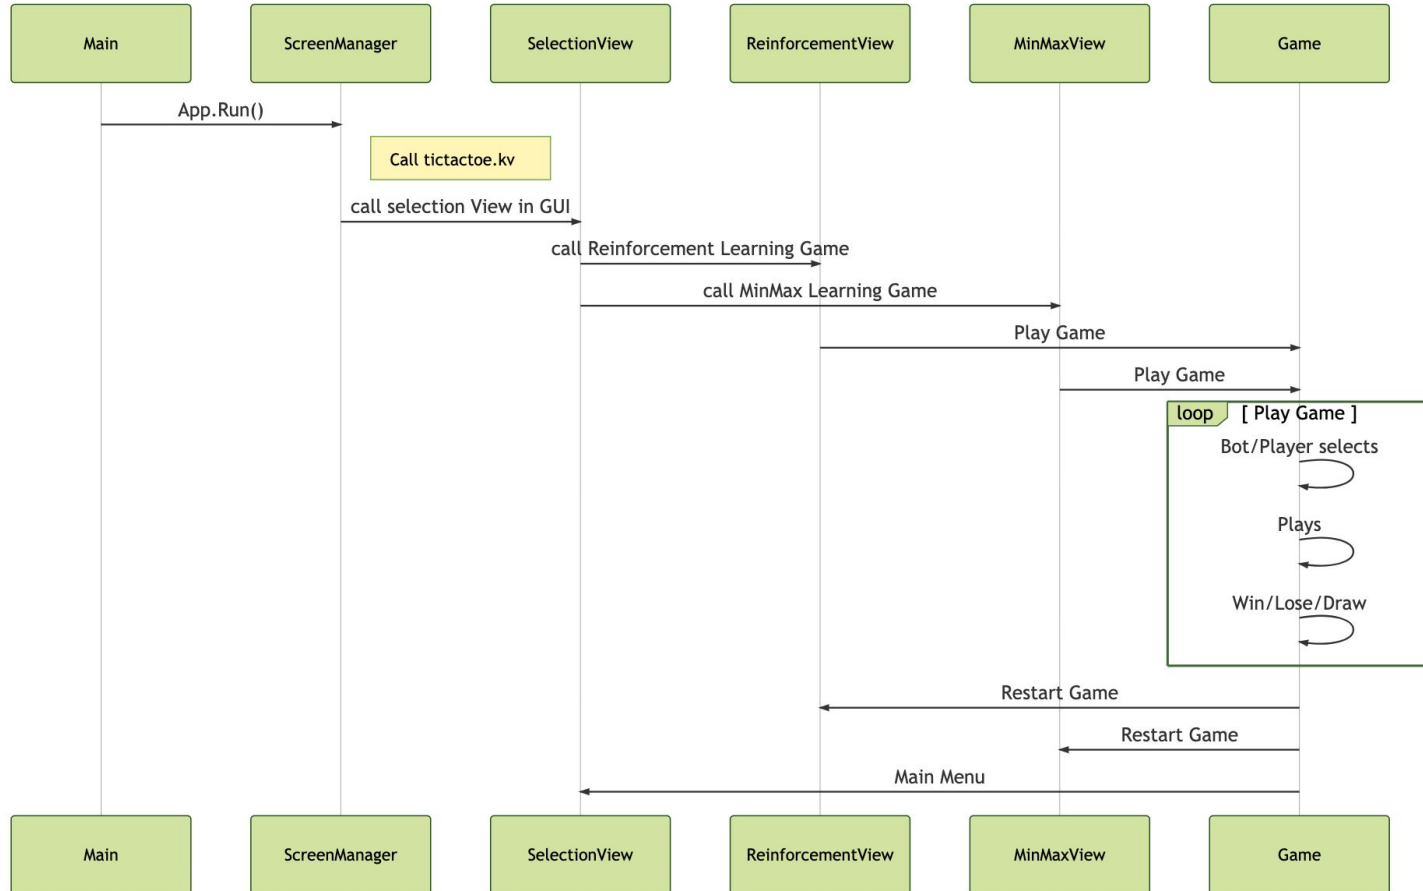 Main
ScreenManager
SelectionView
ReinforcementView
MinMaxView
Game
App.Run()
Call tictactoe.kv
call selection View in GUI
call Reinforcement Learning Game
call MinMax Learning Game
Play Game
Play Game
loop [ Play Game ]
Bot/Player selects
Plays
Win/Lose/Draw
Restart Game
Restart Game
Main Menu
Main
ScreenManager
SelectionView
ReinforcementView
MinMaxView
Game